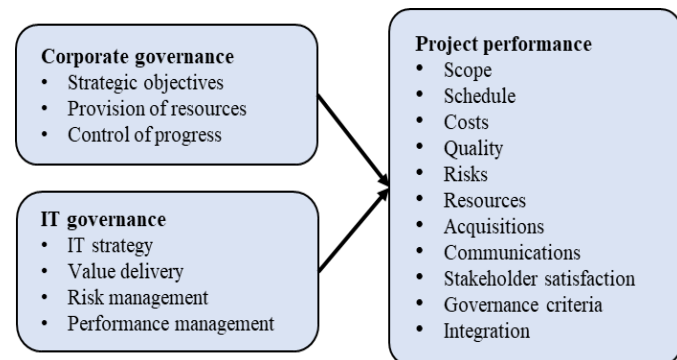 Corporate governance
• Strategic objectives
• Provision of resources
• Control of progress
IT governance
• IT strategy
• Value delivery
• Risk management
• Performance management
Project performance
• Scope
• Schedule
• Costs
• Quality
• Risks
• Resources
• Acquisitions
• Communications
• Stakeholder satisfaction
• Governance criteria
• Integration